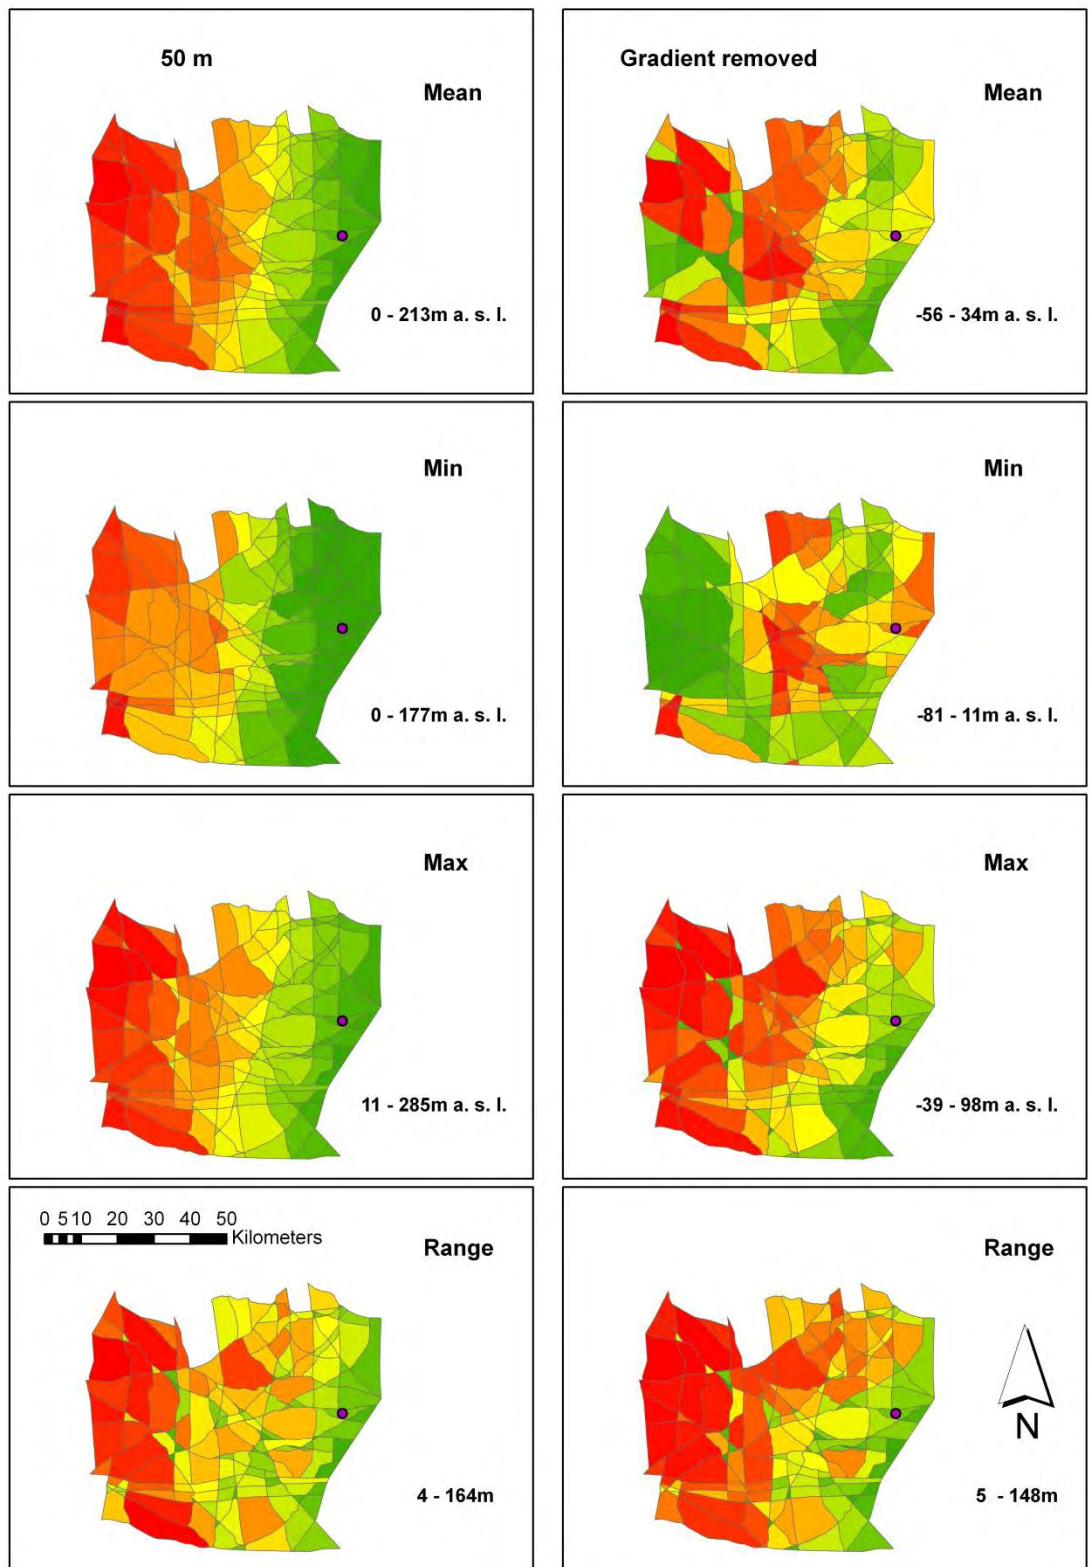 50 m
Mean
0 - 213m a. s. l.
Gradient removed
Mean
-56 - 34m a. s. l.
Min
0 - 177m a. s. l.
Min
-81 - 11m a. s. l.
Max
11 - 285m a. s. l.
Max
-39 - 98m a. s. l.
0 5 10 20 30 40 50
Kilometers
Range
4 - 164m
Range
N
5 - 148m